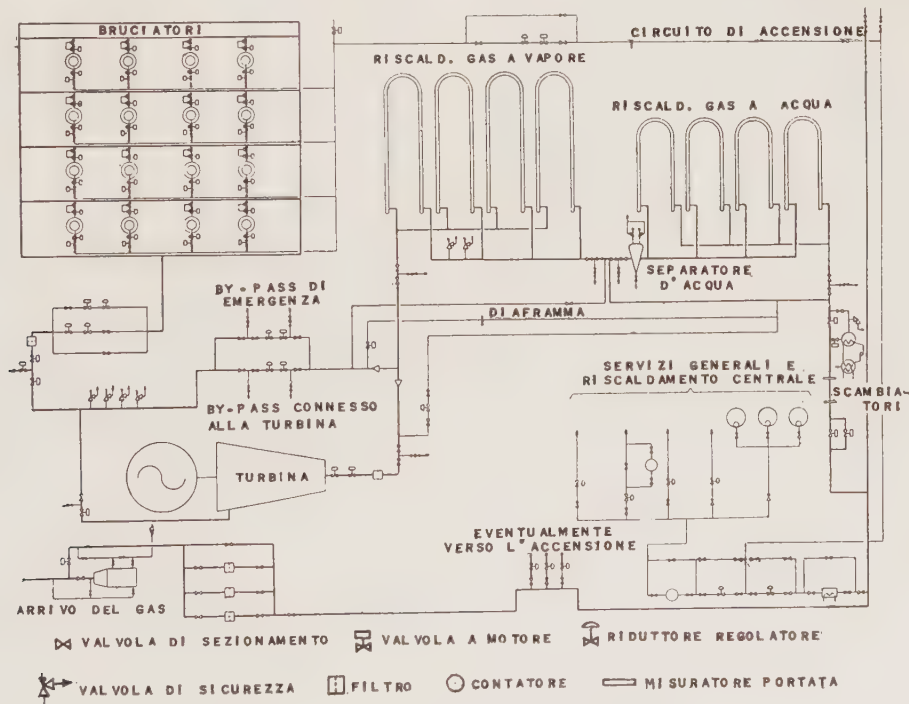 BRUCIATORI
CIRCUITO DI ACCENSIONE
RISCALD. GAS A VAPORE
RISCALD. GAS A ACQUA
SEPARATORE
D'ACQUA
BY-PASS DI
EMERGENZA
DIAFRAMMA
SERVIZI GENERALI E
RISCALDAMENTO CENTRALE
SCAMBIA-
TORI
BY-PASS CONNESSO
ALLA TURBINA
TURBINA
EVENTUALMENTE
VERSO L'ACCENSIONE
ARRIVO DEL GAS
VALVOLA DI SEZIONAMENTO
VALVOLA A MOTORE
RIDUTTORE REGOLATORE
VALVOLA DI SICUREZZA
FILTRO
CONTATORE
MISURATORE PORTATA